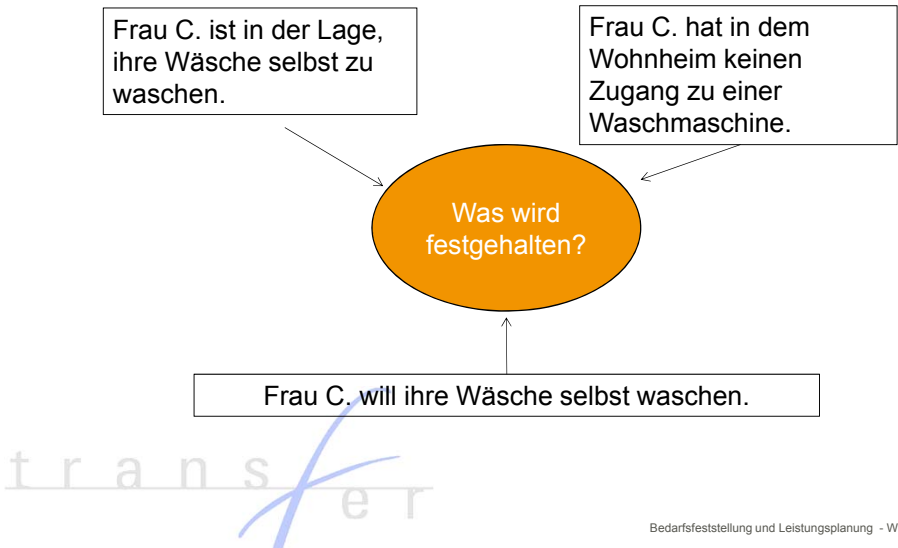 Frau C. ist in der Lage,
ihre Wäsche selbst zu
waschen.
Frau C. hat in dem
Wohnheim keinen
Zugang zu einer
Waschmaschine.
Was wird
festgehalten?
Frau C. will ihre Wäsche selbst waschen.
transfer
Bedarfsfeststellung und Leistungsplanung - W